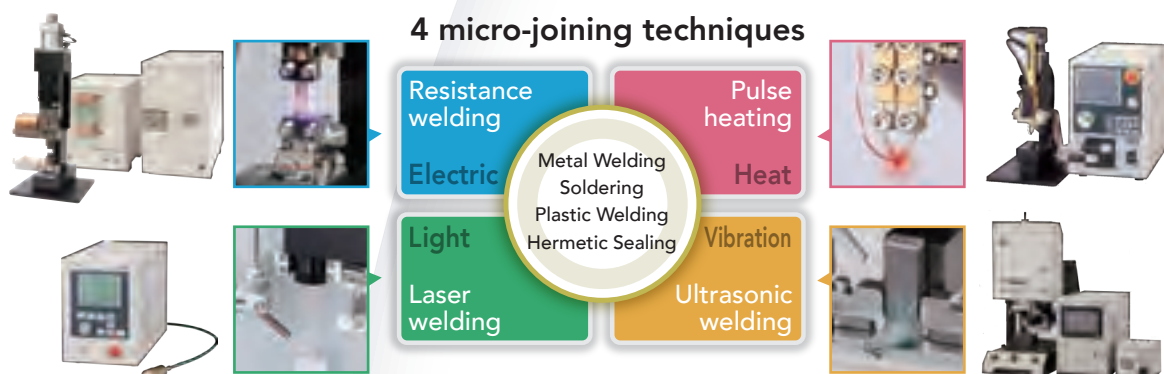 4 micro-joining techniques
Resistance
welding
Electric
Pulse
heating
Heat
Metal Welding
Soldering
Plastic Welding
Hermetic Sealing
Light
Laser
welding
Vibration
Ultrasonic
welding